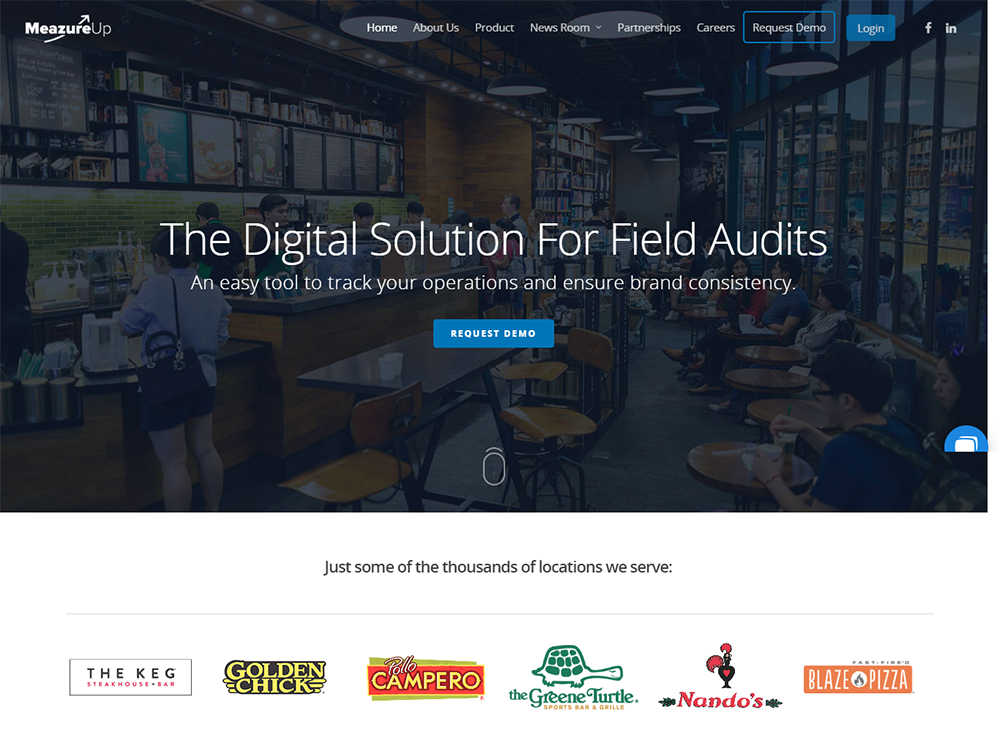 MeazureUp
Home About Us Product News Room Partnerships Careers Request Demo Login
The Digital Solution For Field Audits
An easy tool to track your operations and ensure brand consistency.
REQUEST DEMO
Just some of the thousands of locations we serve:
THE KEG
STEAKHOUSE • BAR
GOLDEN
CHICK
Pollo
CAMPERO
the Greene Turtle
SPORTS BAR & GRILLE
Nando's
FAST-FIRE'D
BLAZE PIZZA